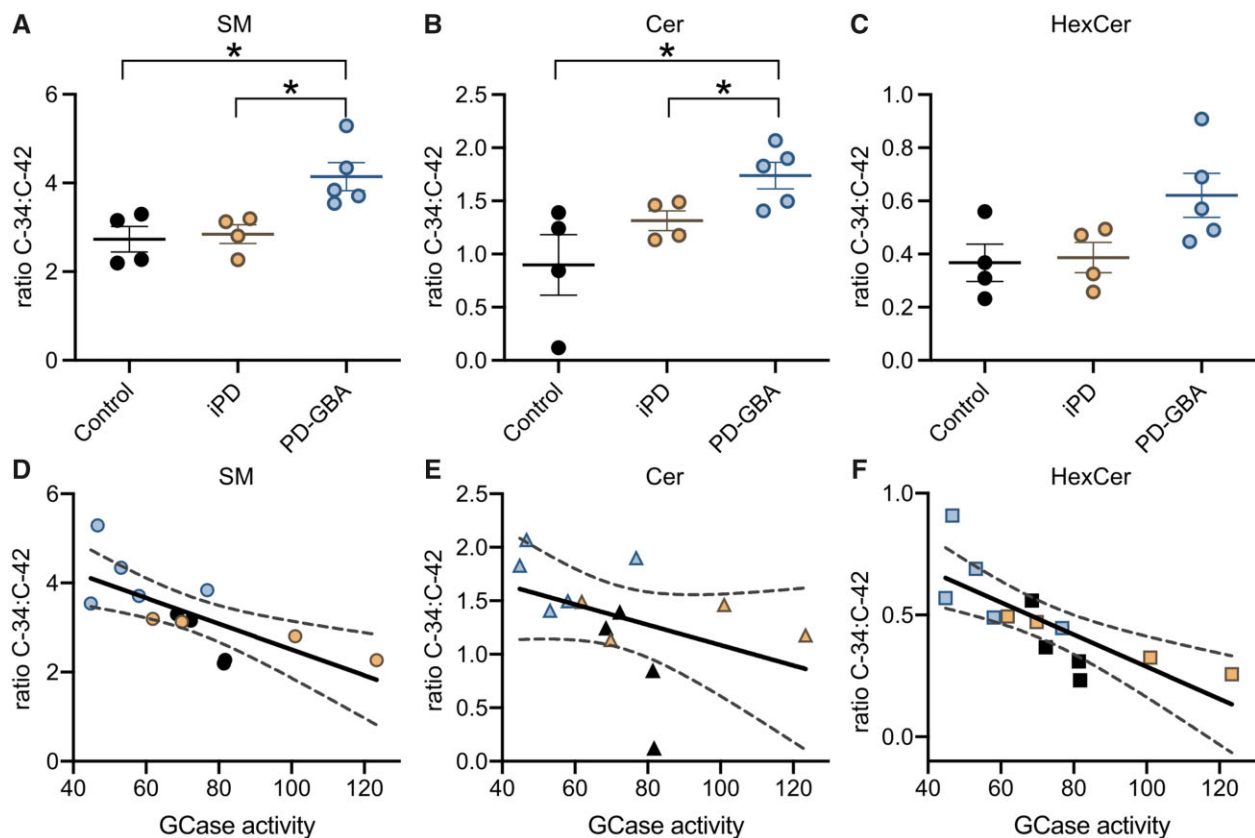 A SM
* *
6
4
2
0
ratio C-34:C-42
Control iPD PD-GBA
B Cer
* *
2.5
2.0
1.5
1.0
0.5
0.0
ratio C-34:C-42
Control iPD PD-GBA
C HexCer
1.0
0.8
0.6
0.4
0.2
0.0
ratio C-34:C-42
Control iPD PD-GBA
D SM
6
4
2
0
ratio C-34:C-42
40 60 80 100 120
GCase activity
E Cer
2.5
2.0
1.5
1.0
0.5
0.0
ratio C-34:C-42
40 60 80 100 120
GCase activity
F HexCer
1.0
0.5
0.0
ratio C-34:C-42
40 60 80 100 120
GCase activity